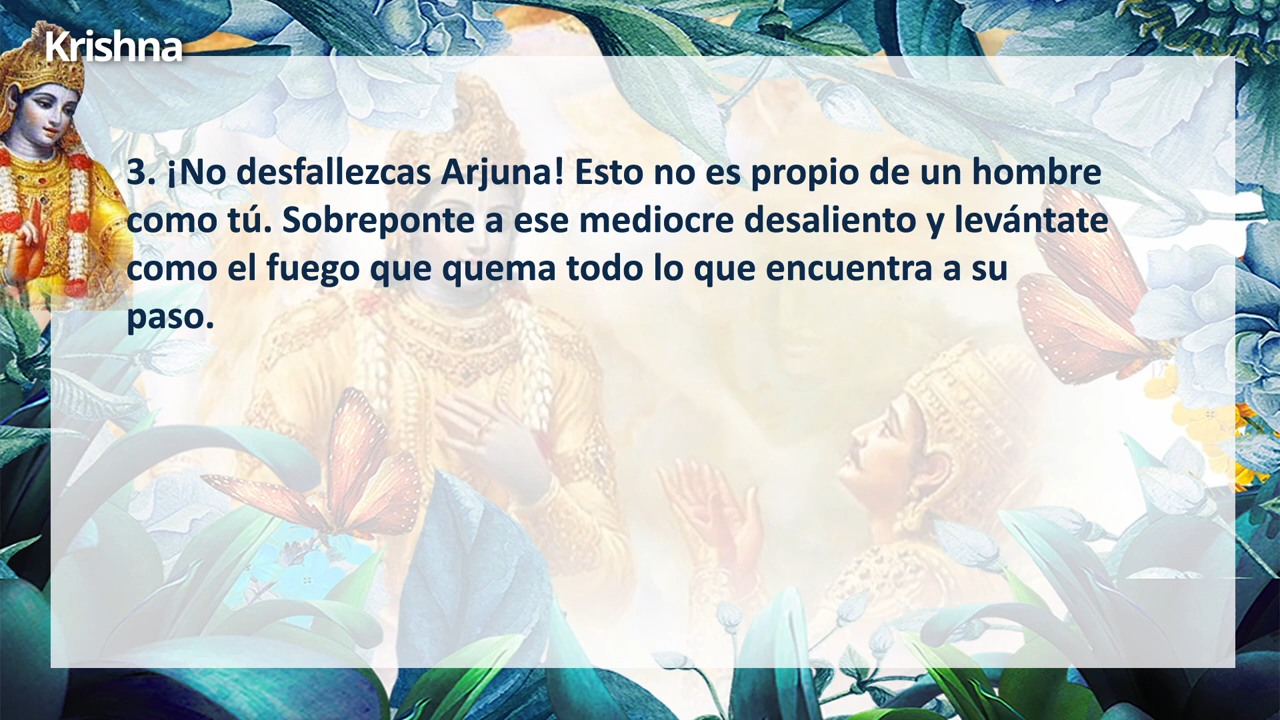 Krishna
3. ¡No desfallezcas Arjuna! Esto no es propio de un hombre
como tú. Sobreponte a ese mediocre desaliento y levántate
como el fuego que quema todo lo que encuentra a su
paso.